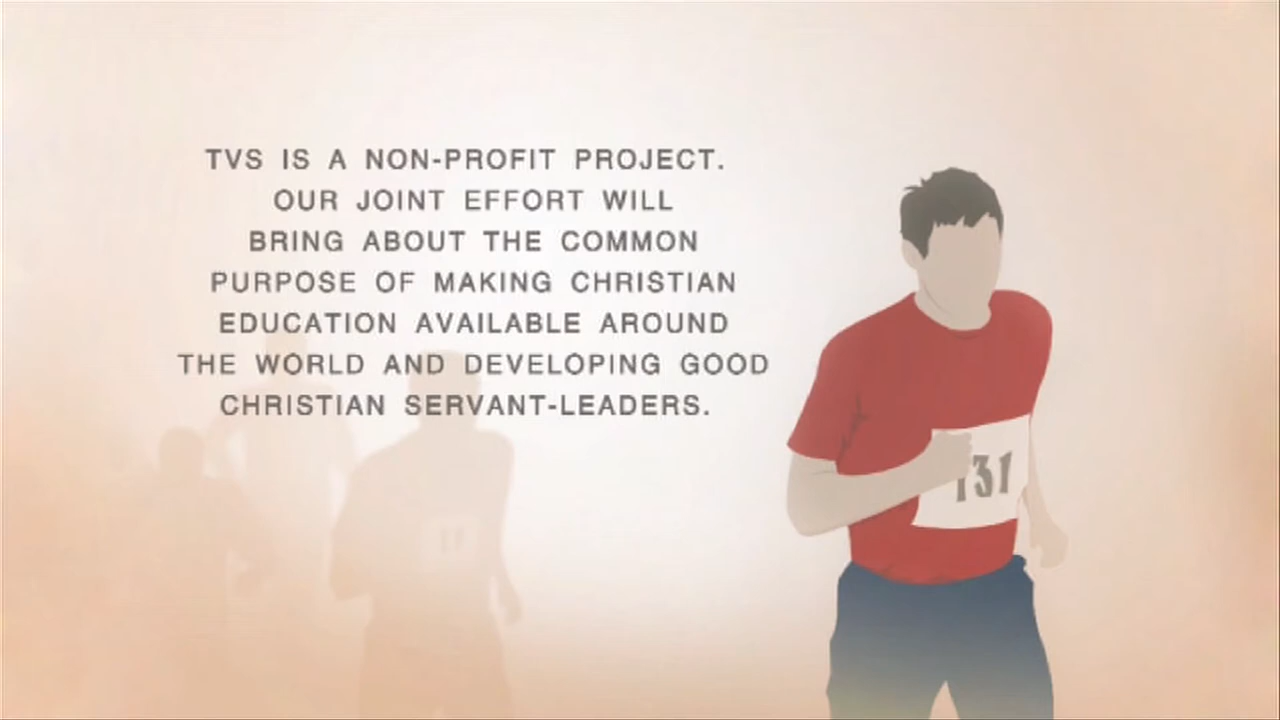 TVS IS A NON-PROFIT PROJECT.
OUR JOINT EFFORT WILL
BRING ABOUT THE COMMON
PURPOSE OF MAKING CHRISTIAN
EDUCATION AVAILABLE AROUND
THE WORLD AND DEVELOPING GOOD
CHRISTIAN SERVANT-LEADERS.
131